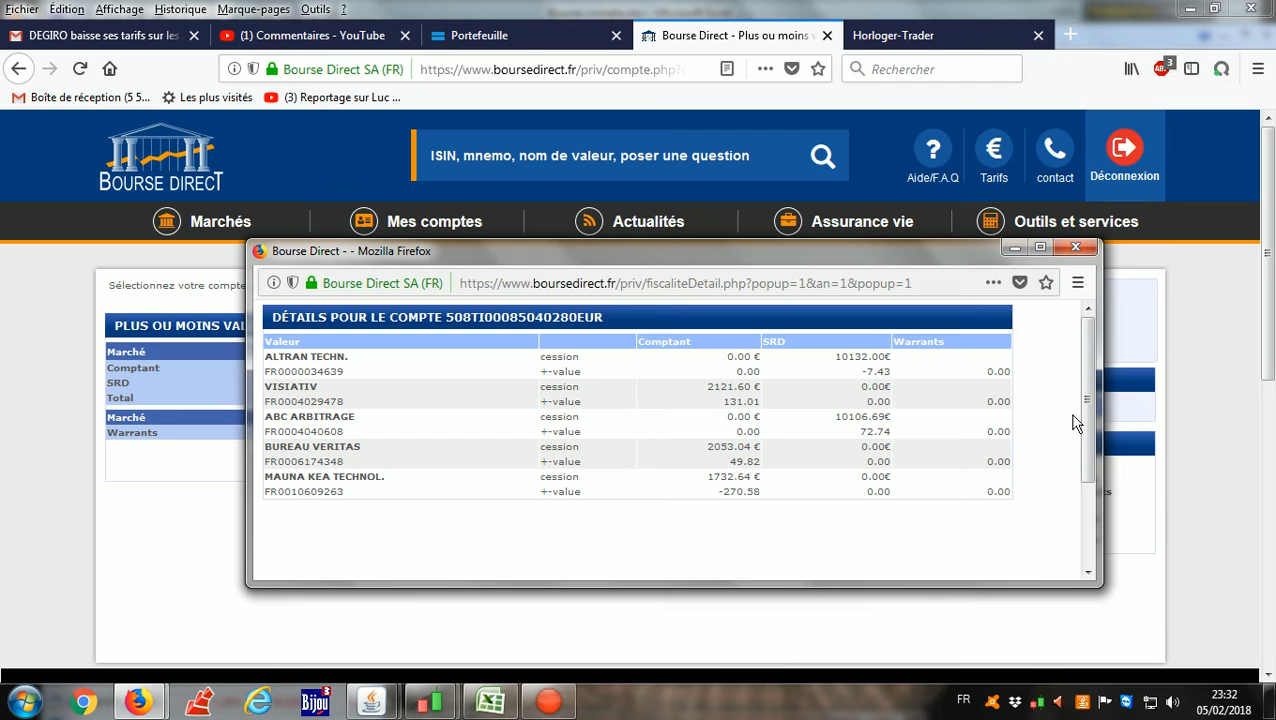 Fichier Édition Affichage Historique Marque-pages Outils ?
DEGIRO baisse ses tarifs sur les (1) Commentaires - YouTube Portefeuille Bourse Direct - Plus ou moins v Horloger-Trader
Bourse Direct SA (FR) https://www.boursedirect.fr/priv/compte.php? Rechercher ABP 3
Boîte de réception (5 5... Les plus visités (3) Reportage sur Luc ...
BOURSE DIRECT
ISIN, mnemo, nom de valeur, poser une question
? € Aide/F.A.Q Tarifs contact Déconnexion
Marchés Mes comptes Actualités Assurance vie Outils et services
Bourse Direct - - Mozilla Firefox
Sélectionnez votre compte
Bourse Direct SA (FR) https://www.boursedirect.fr/priv/fiscaliteDetail.php?popup=1&an=1&popup=1
PLUS OU MOINS VAL
Marché
Comptant
SRD
Total
Marché
Warrants
DÉTAILS POUR LE COMPTE 508TI00085040280EUR
Valeur Comptant SRD Warrants
ALTRAN TECHN. cession 0.00 € 10132.00€
FR0000034639 +-value 0.00 -7.43 0.00
VISIATIV cession 2121.60 € 0.00€
FR0004029478 +-value 131.01 0.00 0.00
ABC ARBITRAGE cession 0.00 € 10106.69€
FR0004040608 +-value 0.00 72.74 0.00
BUREAU VERITAS cession 2053.04 € 0.00€
FR0006174348 +-value 49.82 0.00 0.00
MAUNA KEA TECHNOL. cession 1732.64 € 0.00€
FR0010609263 +-value -270.58 0.00 0.00
Bijou 3
FR
23:32
05/02/2018